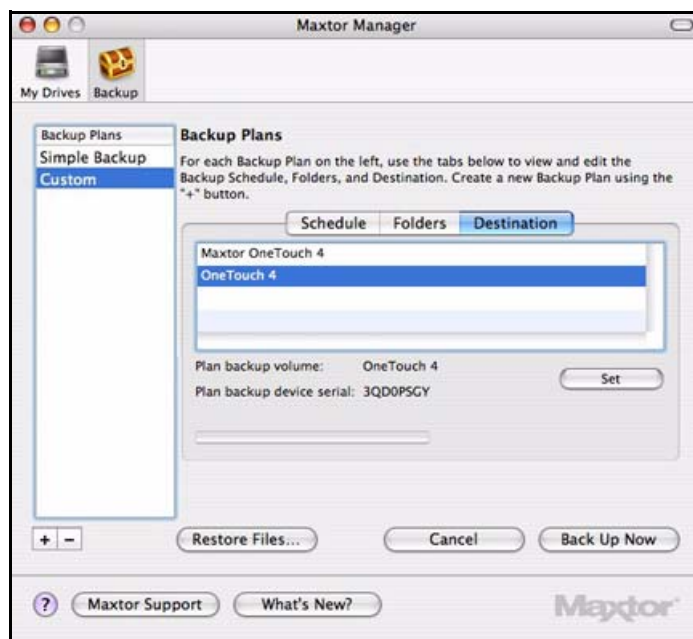 Maxtor Manager
My Drives
Backup
Backup Plans
Simple Backup
Custom
Backup Plans
For each Backup Plan on the left, use the tabs below to view and edit the
Backup Schedule, Folders, and Destination. Create a new Backup Plan using the
"+" button.
Schedule
Folders
Destination
Maxtor OneTouch 4
OneTouch 4
Plan backup volume: OneTouch 4
Set
Plan backup device serial: 3QD0PSGY
+ −
Restore Files...
Cancel
Back Up Now
?
Maxtor Support
What's New?
Maxtor